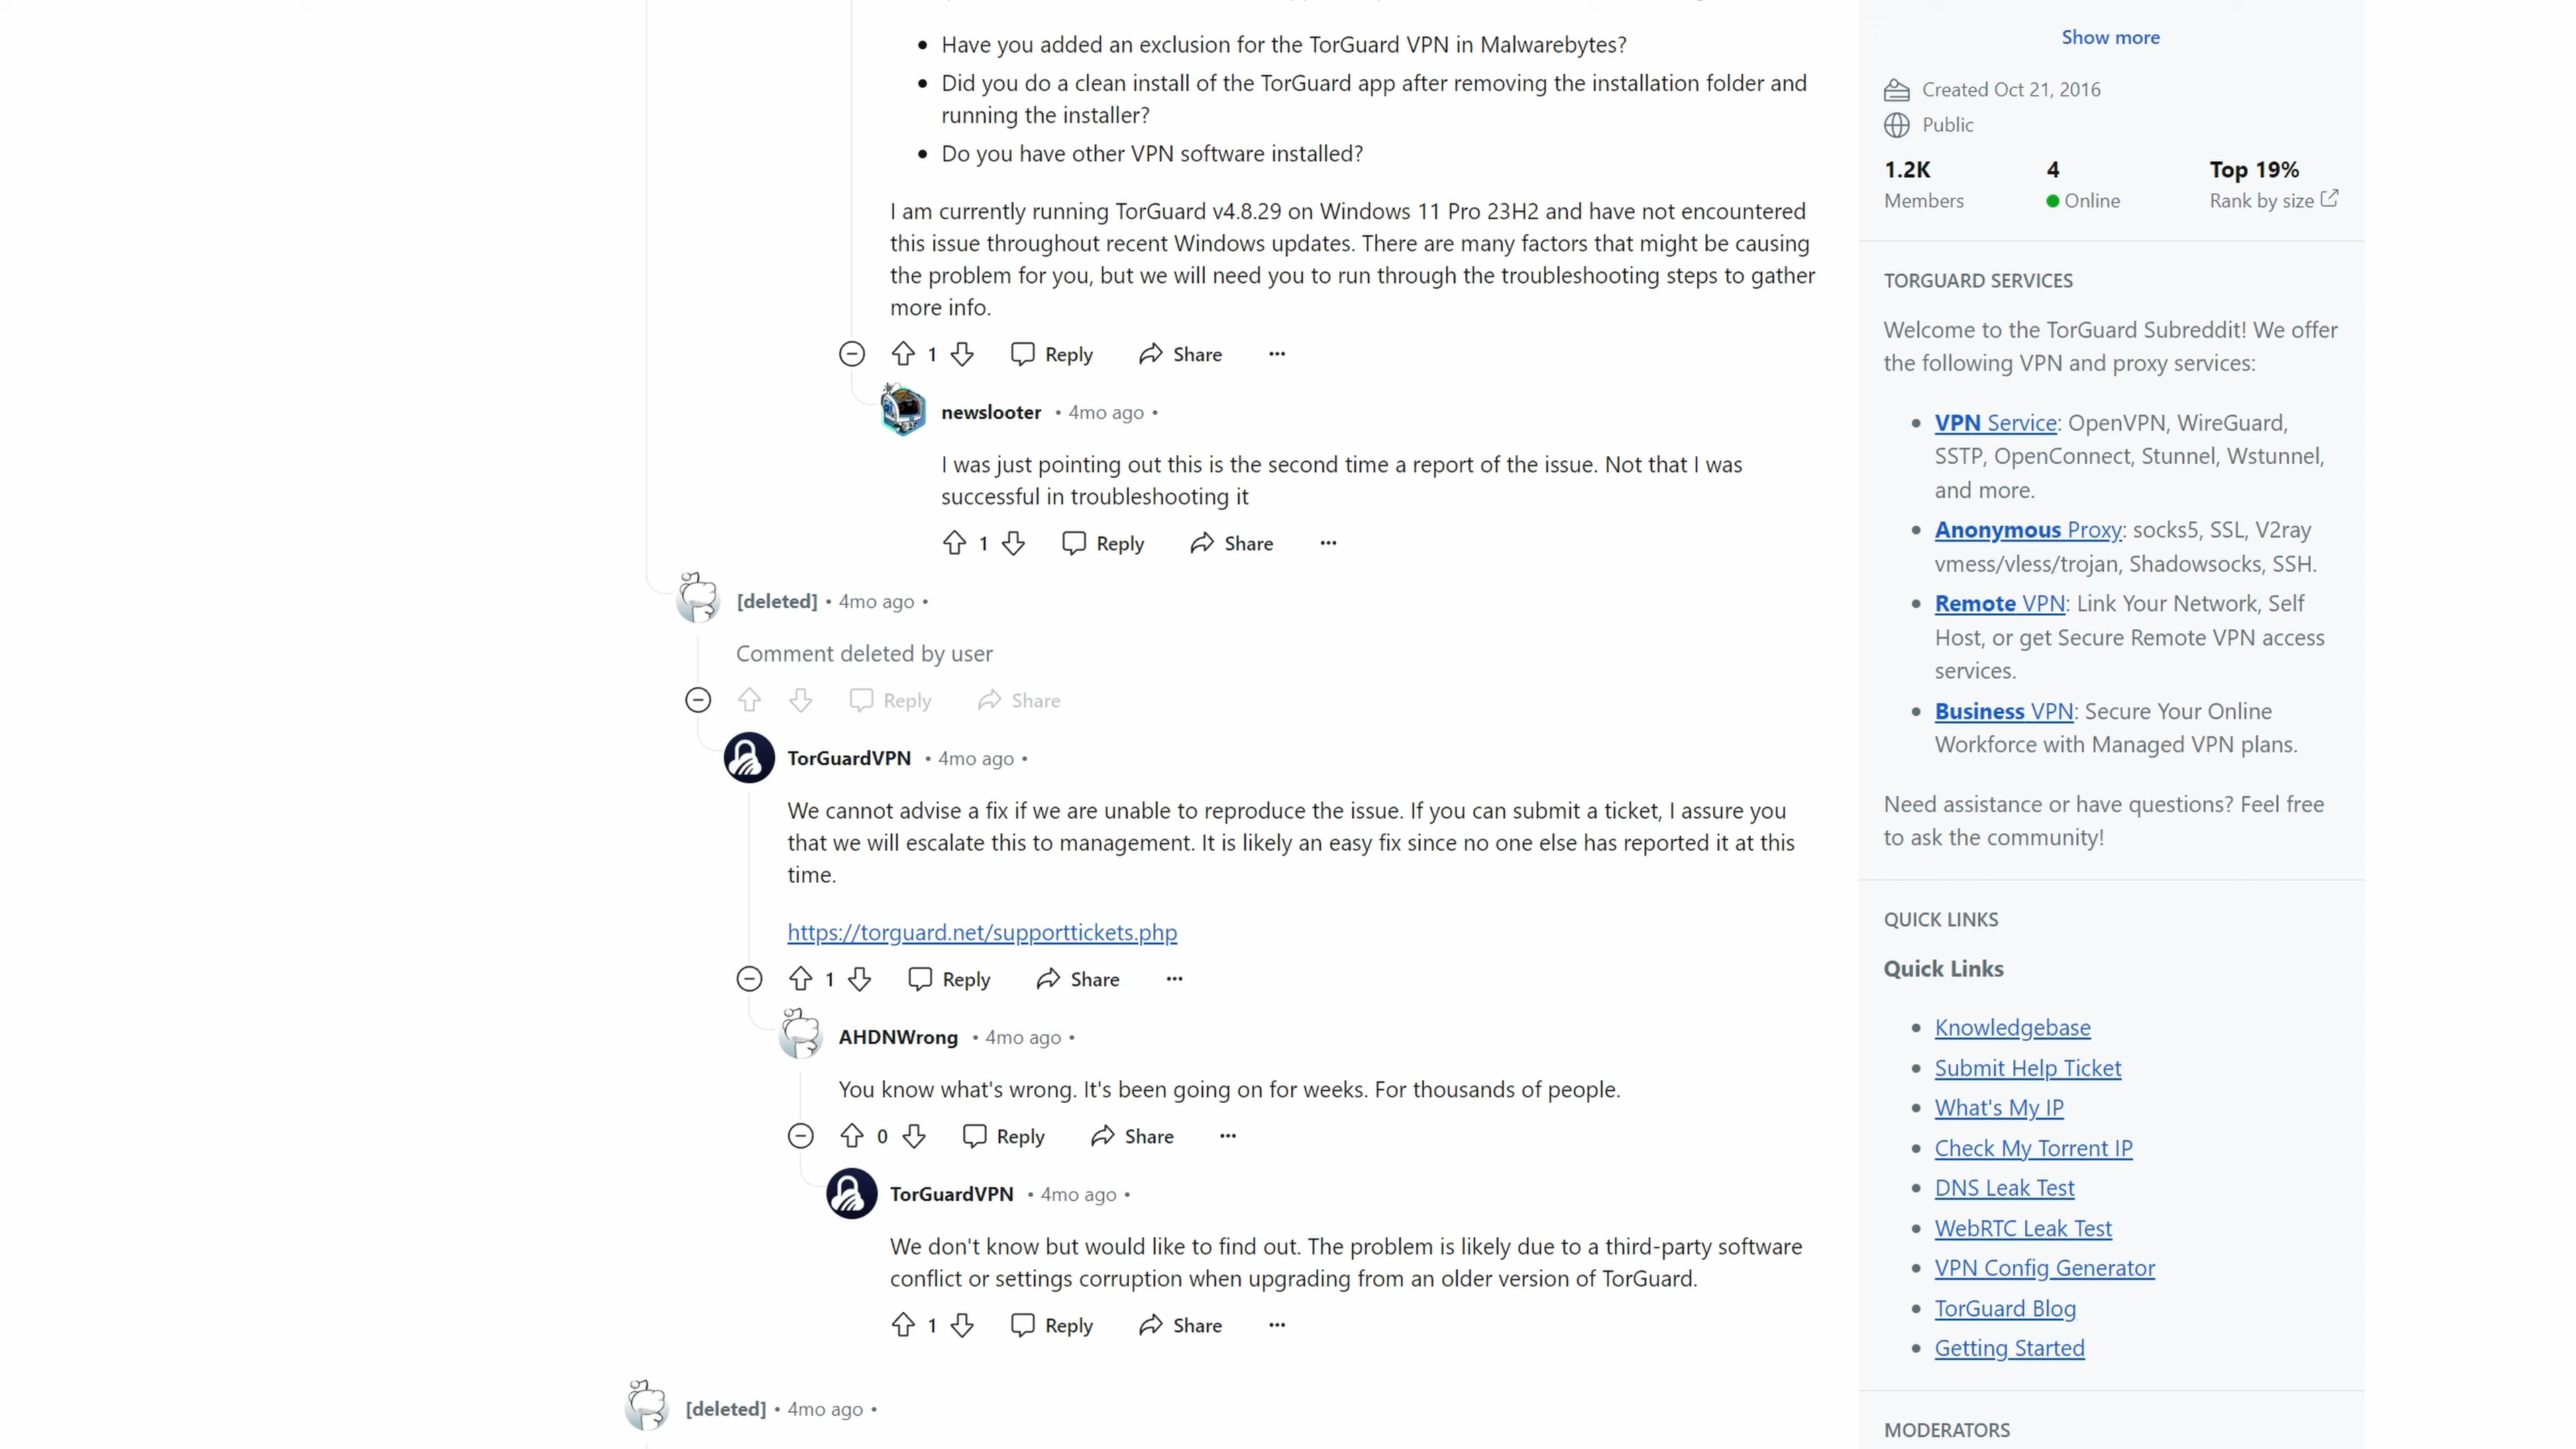 • Have you added an exclusion for the TorGuard VPN in Malwarebytes?
• Did you do a clean install of the TorGuard app after removing the installation folder and
running the installer?
• Do you have other VPN software installed?
I am currently running TorGuard v4.8.29 on Windows 11 Pro 23H2 and have not encountered
this issue throughout recent Windows updates. There are many factors that might be causing
the problem for you, but we will need you to run through the troubleshooting steps to gather
more info.
1 Reply Share ...
newslooter • 4mo ago •
I was just pointing out this is the second time a report of the issue. Not that I was
successful in troubleshooting it
1 Reply Share ...
[deleted] • 4mo ago •
Comment deleted by user
Reply Share
TorGuardVPN • 4mo ago •
We cannot advise a fix if we are unable to reproduce the issue. If you can submit a ticket, I assure you
that we will escalate this to management. It is likely an easy fix since no one else has reported it at this
time.
https://torguard.net/supporttickets.php
1 Reply Share ...
AHDNWrong • 4mo ago •
You know what's wrong. It's been going on for weeks. For thousands of people.
0 Reply Share ...
TorGuardVPN • 4mo ago •
We don't know but would like to find out. The problem is likely due to a third-party software
conflict or settings corruption when upgrading from an older version of TorGuard.
1 Reply Share ...
[deleted] • 4mo ago •
Show more
Created Oct 21, 2016
Public
1.2K 4 Top 19%
Members Online Rank by size
TORGUARD SERVICES
Welcome to the TorGuard Subreddit! We offer
the following VPN and proxy services:
• VPN Service: OpenVPN, WireGuard,
SSTP, OpenConnect, Stunnel, Wstunnel,
and more.
• Anonymous Proxy: socks5, SSL, V2ray
vmess/vless/trojan, Shadowsocks, SSH.
• Remote VPN: Link Your Network, Self
Host, or get Secure Remote VPN access
services.
• Business VPN: Secure Your Online
Workforce with Managed VPN plans.
Need assistance or have questions? Feel free
to ask the community!
QUICK LINKS
Quick Links
• Knowledgebase
• Submit Help Ticket
• What's My IP
• Check My Torrent IP
• DNS Leak Test
• WebRTC Leak Test
• VPN Config Generator
• TorGuard Blog
• Getting Started
MODERATORS